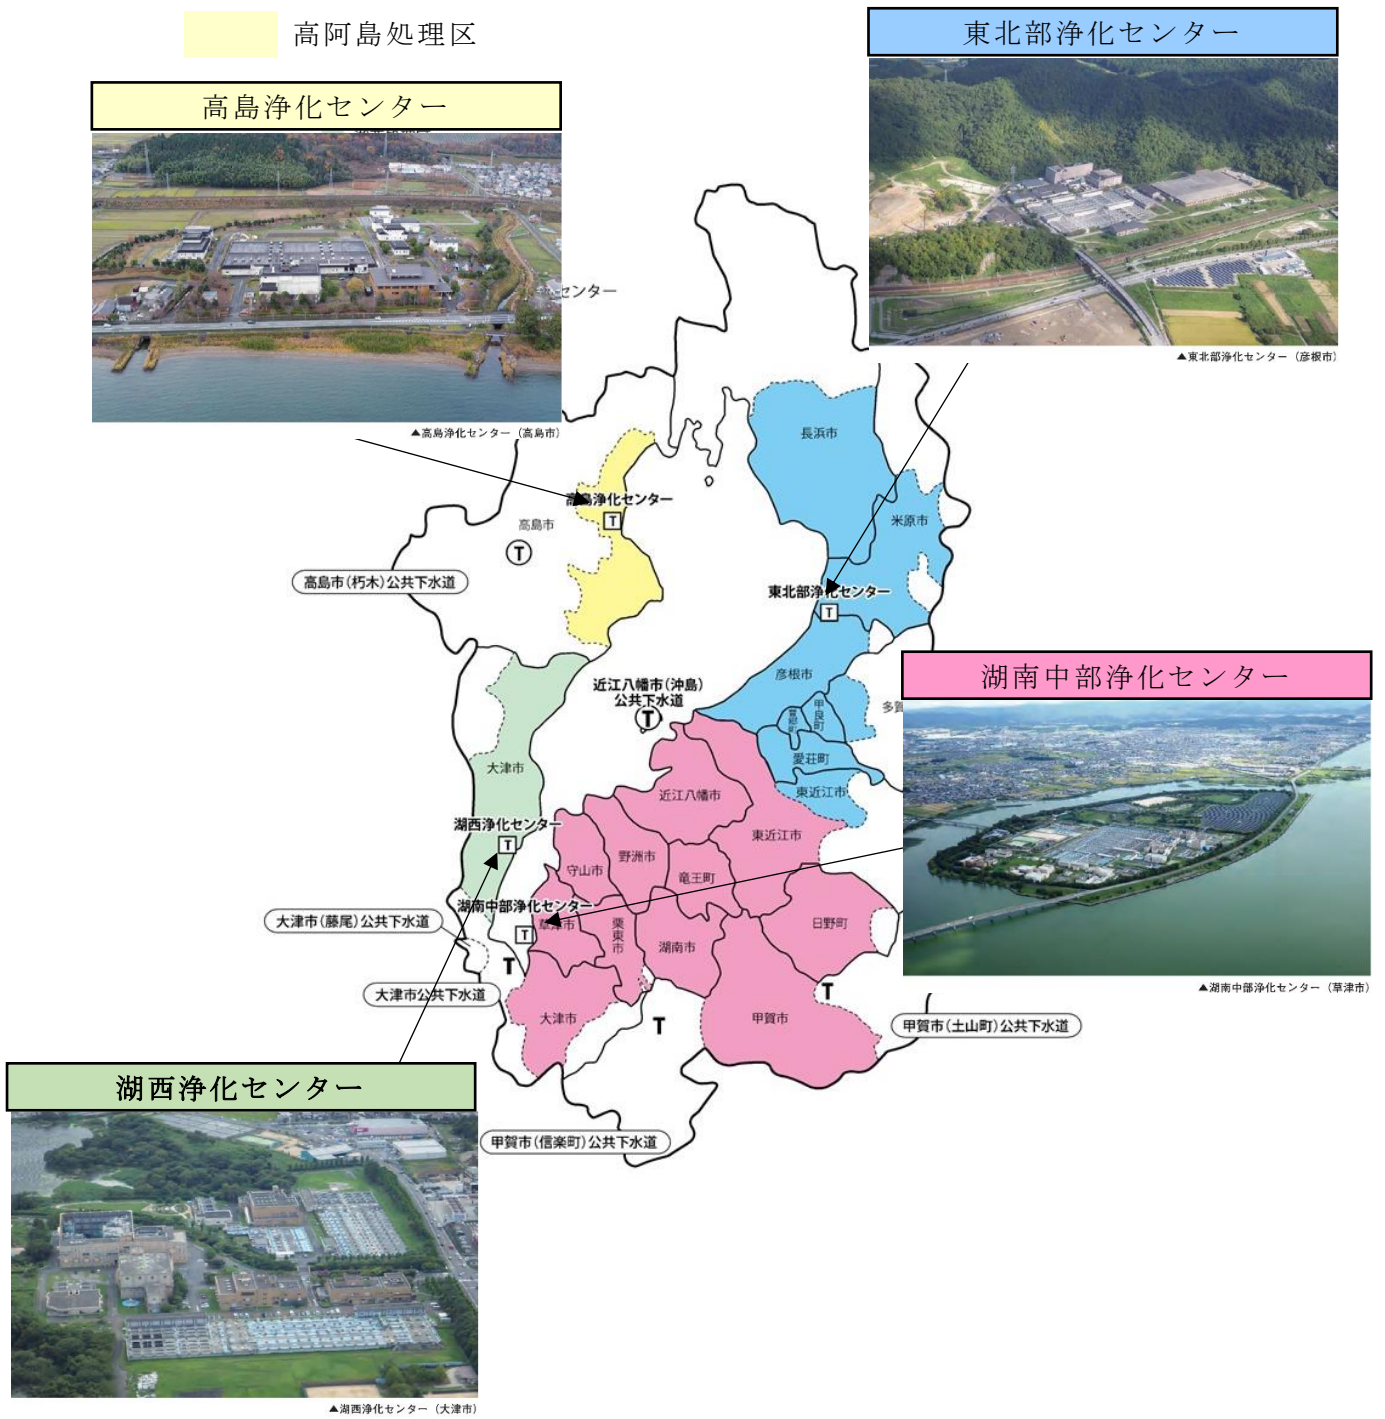 高阿島処理区
東北部浄化センター
高島浄化センター
センター
▲東北部浄化センター（彦根市）
▲高島浄化センター（高島市）
長浜市
高島浄化センター
T
高島市
T
米原市
高島市(朽木)公共下水道
東北部浄化センター
T
湖南中部浄化センター
彦根市
近江八幡市(沖島)
公共下水道
T
甲良町
豊郷町
多賀
愛荘町
大津市
東近江市
近江八幡市
湖西浄化センター
T
東近江市
野洲市
守山市
竜王町
湖南中部浄化センター
T
草津市
栗東市
湖南市
日野町
大津市(藤尾)公共下水道
T
▲湖南中部浄化センター（草津市）
大津市公共下水道
T
大津市
T
甲賀市
甲賀市(土山町)公共下水道
湖西浄化センター
甲賀市(信楽町)公共下水道
▲湖西浄化センター（大津市）